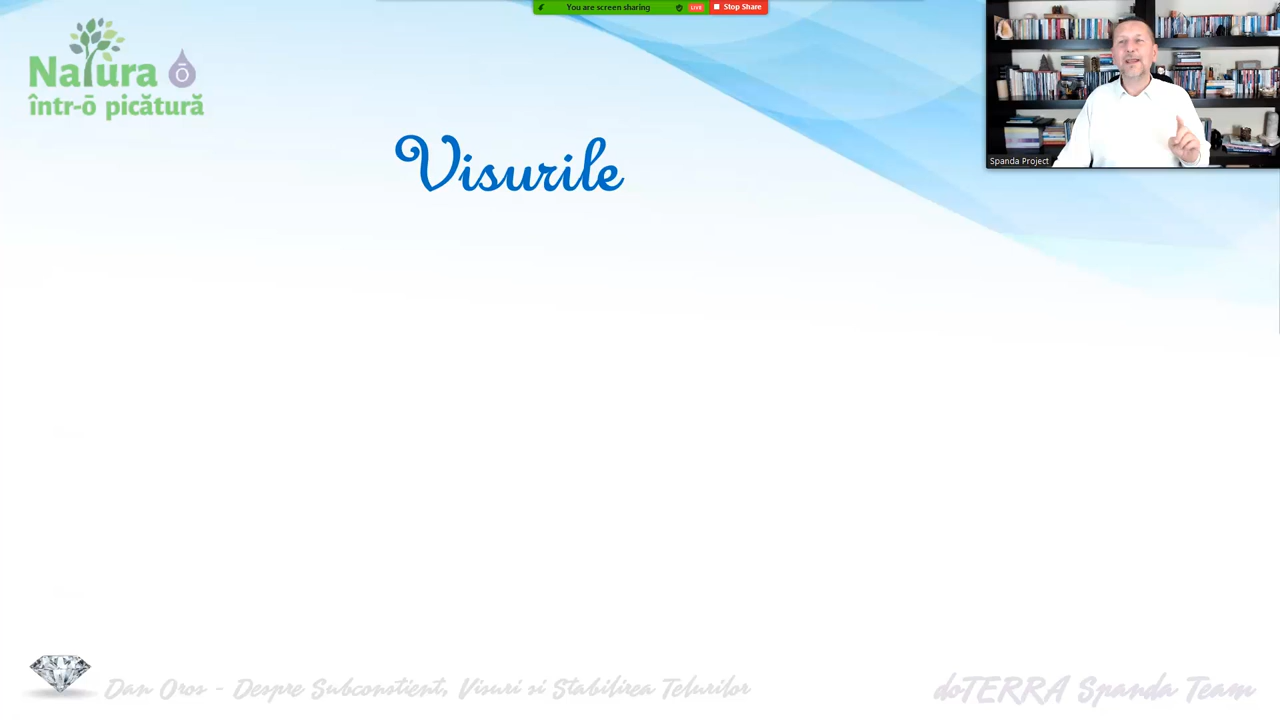 You are screen sharing
LIVE
Stop Share
Natura ō
într-ō picătură
Visurile
Spanda Project
Dan Oros - Despre Subconstient, Visuri si Stabilirea Telurilor
doTERRA Spanda Team